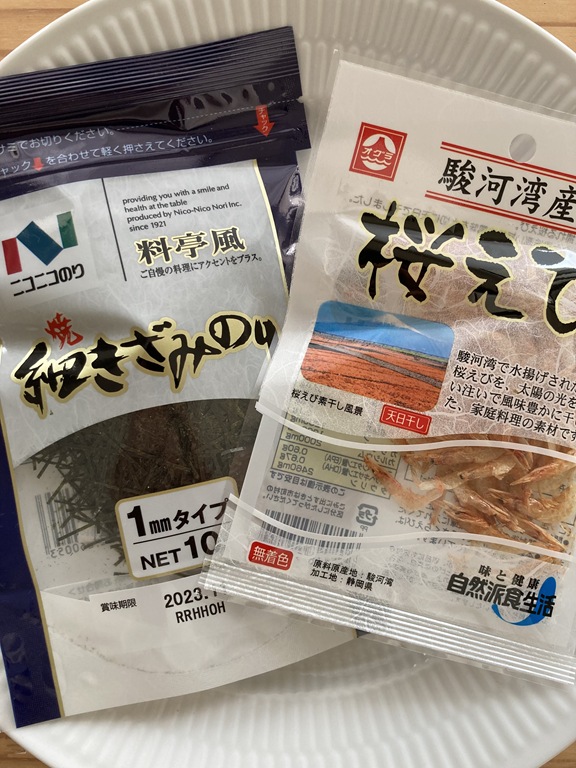 でお切りください。
チャック
を合わせて軽く押さえてください。
チャック
providing you with a smile and
health at the table
produced by Nico-Nico Nori Inc.
since 1921
ニコニコのり
料亭風
ご自慢の料理にアクセントをプラス。
焼
細きざみのり
1mmタイプ
NET 10
賞味期限
2023.1
RRHHOH
オグラ
駿河湾産
桜えび
駿河湾で水揚げされた
桜えびを、太陽の光を
い注いで風味豊かに干
た、家庭料理の素材です
桜えび素干し風景
天日干し
無着色
原料原産地：駿河湾
加工地：静岡県
味と健康
自然派食生活